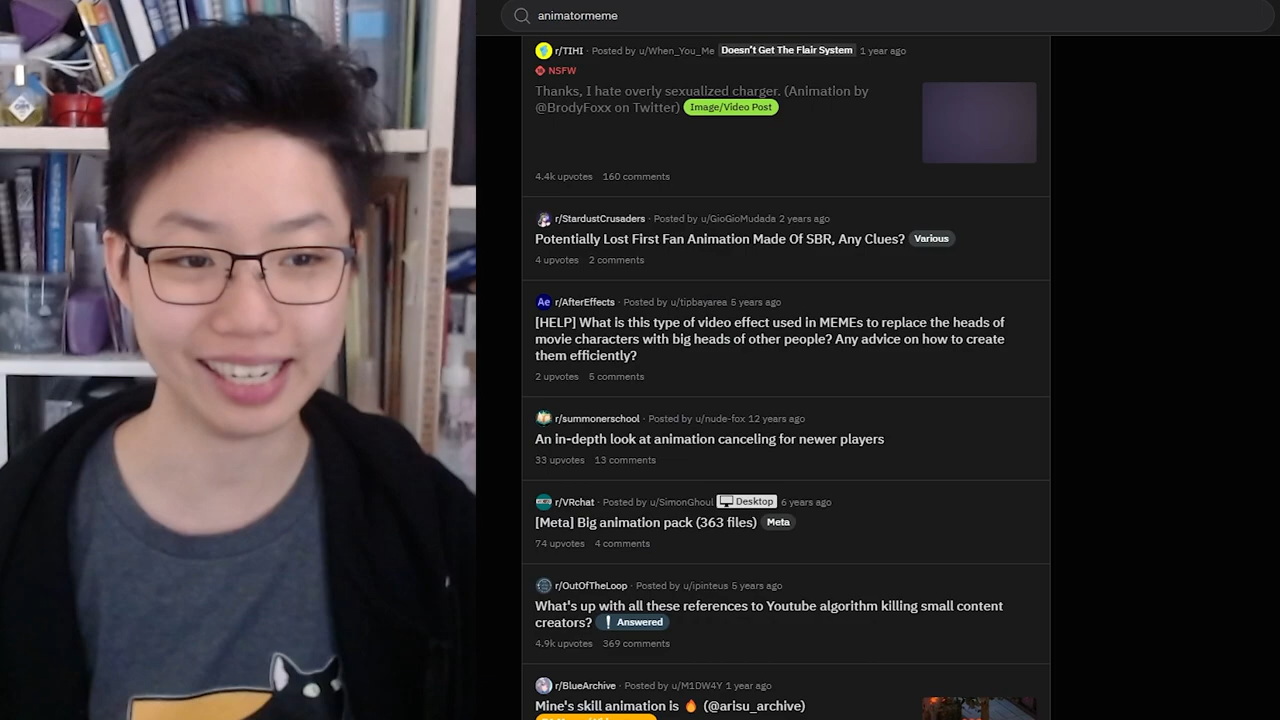 animatormeme
r/TIHI · Posted by u/When_You_Me Doesn't Get The Flair System 1 year ago
NSFW
Thanks, I hate overly sexualized charger. (Animation by
@BrodyFoxx on Twitter) Image/Video Post
4.4k upvotes 160 comments
r/StardustCrusaders · Posted by u/GioGioMudada 2 years ago
Potentially Lost First Fan Animation Made Of SBR, Any Clues? Various
4 upvotes 2 comments
Ae r/AfterEffects · Posted by u/tipbayarea 5 years ago
[HELP] What is this type of video effect used in MEMEs to replace the heads of
movie characters with big heads of other people? Any advice on how to create
them efficiently?
2 upvotes 5 comments
r/summonerschool · Posted by u/nude-fox 12 years ago
An in-depth look at animation canceling for newer players
33 upvotes 13 comments
r/VRchat · Posted by u/SimonGhoul Desktop 6 years ago
[Meta] Big animation pack (363 files) Meta
74 upvotes 4 comments
r/OutOfTheLoop · Posted by u/ipinteus 5 years ago
What's up with all these references to Youtube algorithm killing small content
creators? ❗ Answered
4.9k upvotes 369 comments
r/BlueArchive · Posted by u/M1DW4Y 1 year ago
Mine's skill animation is 🔥 (@arisu_archive)